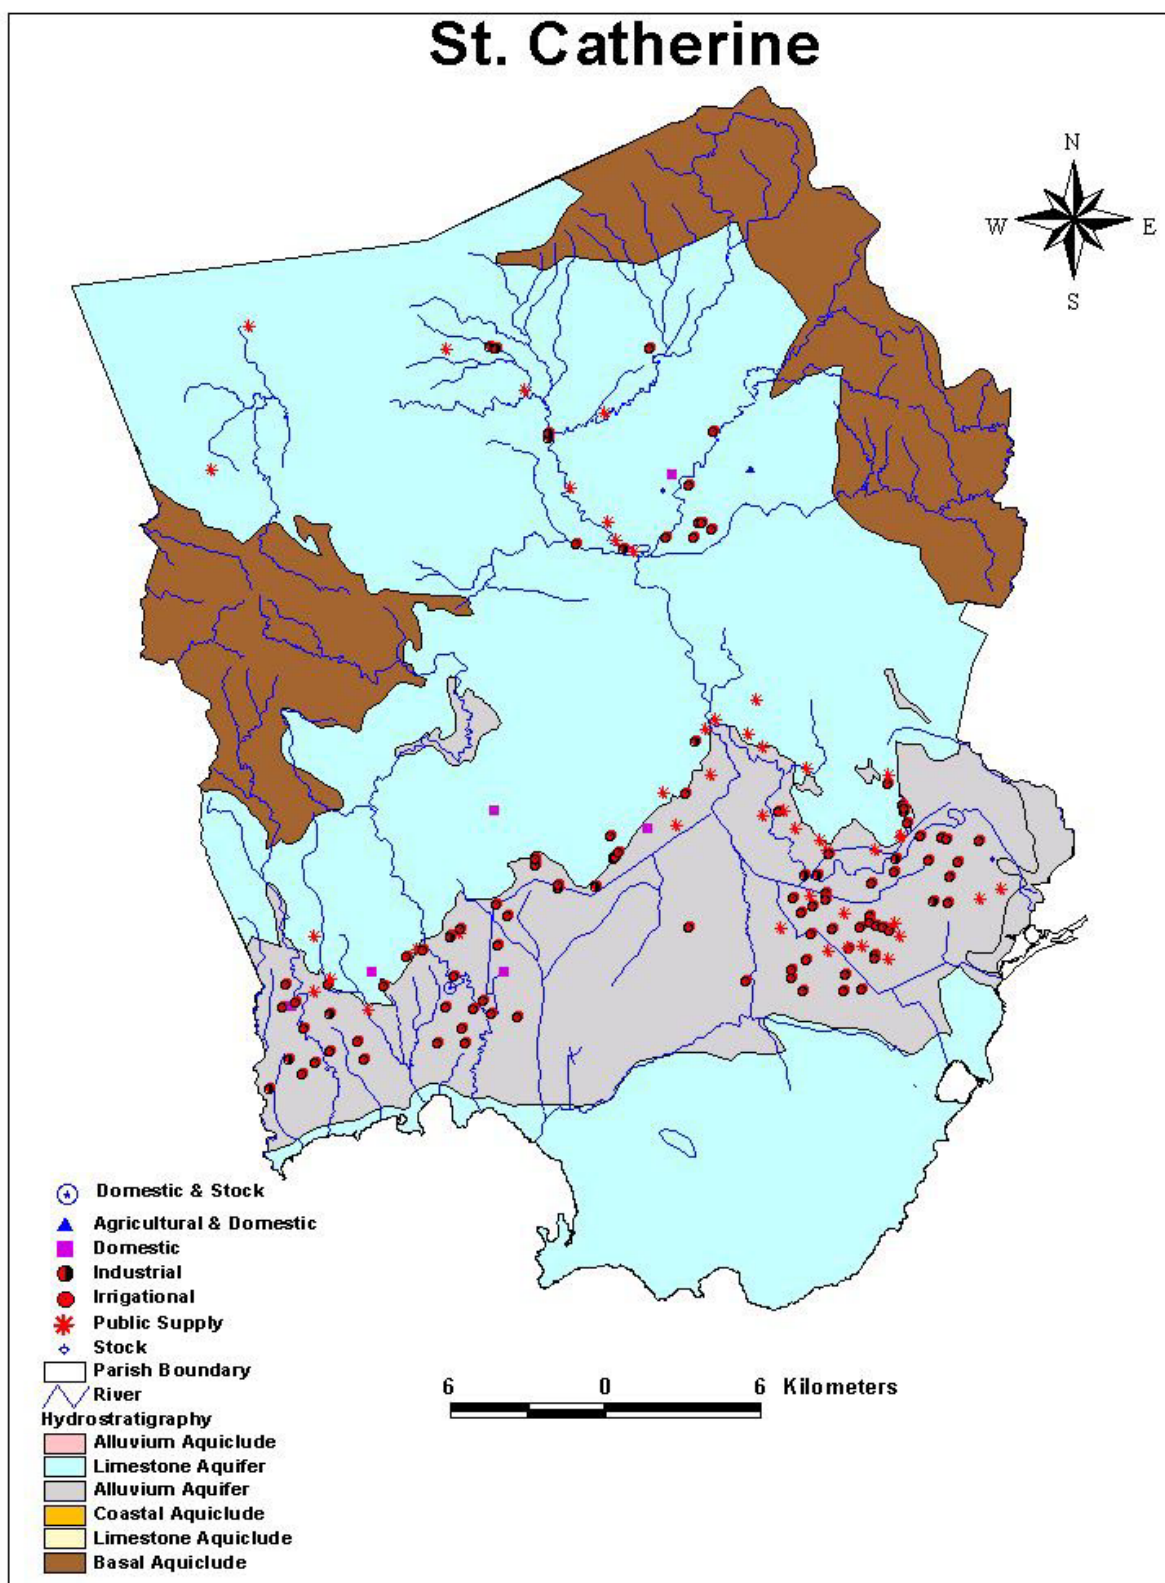 St. Catherine
N
W
E
S
Domestic & Stock
Agricultural & Domestic
Domestic
Industrial
Irrigational
Public Supply
Stock
Parish Boundary
River
Hydrostratigraphy
Alluvium Aquiclude
Limestone Aquifer
Alluvium Aquifer
Coastal Aquiclude
Limestone Aquiclude
Basal Aquiclude
6 0 6 Kilometers